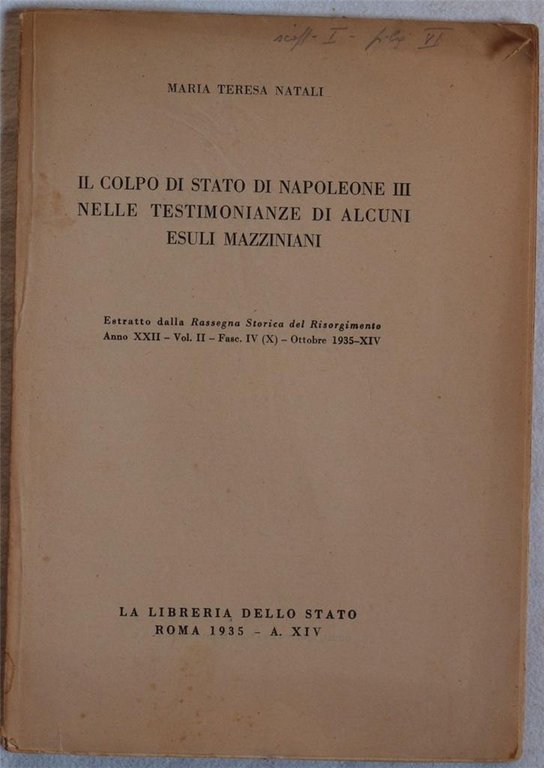 I - VI
MARIA TERESA NATALI
IL COLPO DI STATO DI NAPOLEONE III
NELLE TESTIMONIANZE DI ALCUNI
ESULI MAZZINIANI
Estratto dalla Rassegna Storica del Risorgimento
Anno XXII – Vol. II – Fasc. IV (X) – Ottobre 1935–XIV
LA LIBRERIA DELLO STATO
ROMA 1935 – A. XIV